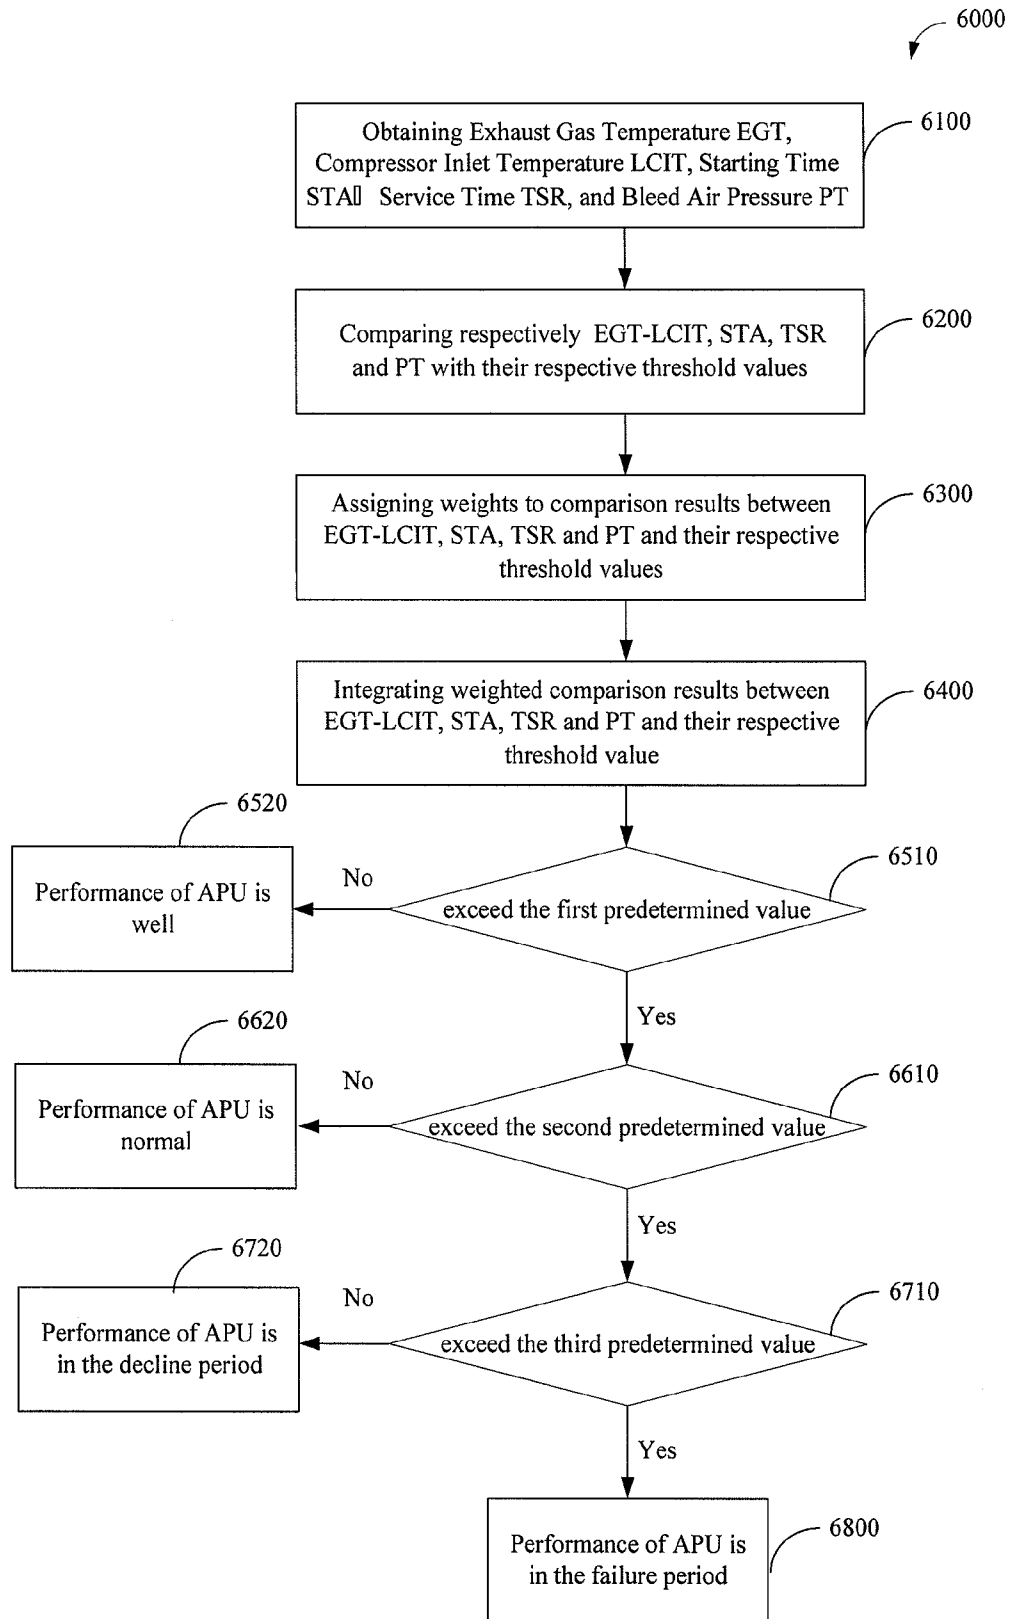 6000
Obtaining Exhaust Gas Temperature EGT,
Compressor Inlet Temperature LCIT, Starting Time
STA▯ Service Time TSR, and Bleed Air Pressure PT
6100
Comparing respectively EGT-LCIT, STA, TSR
and PT with their respective threshold values
6200
Assigning weights to comparison results between
EGT-LCIT, STA, TSR and PT and their respective
threshold values
6300
Integrating weighted comparison results between
EGT-LCIT, STA, TSR and PT and their respective
threshold value
6400
6520
Performance of APU is
well
No
exceed the first predetermined value
6510
Yes
6620
Performance of APU is
normal
No
exceed the second predetermined value
6610
Yes
6720
Performance of APU is
in the decline period
No
exceed the third predetermined value
6710
Yes
Performance of APU is
in the failure period
6800